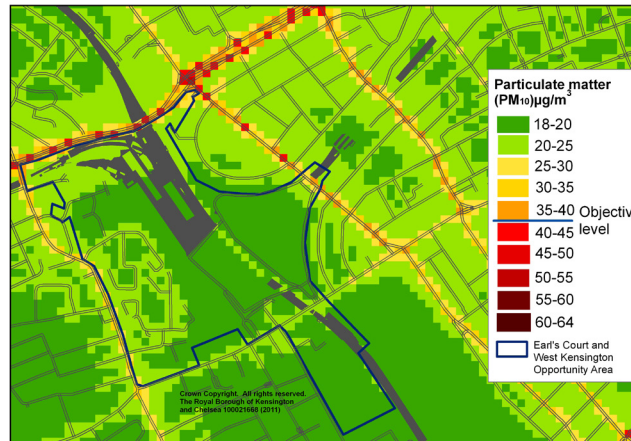 Particulate matter
(PM10)µg/m3
18-20
20-25
25-30
30-35
35-40
Objective
level
40-45
45-50
50-55
55-60
60-64
Earl's Court and
West Kensington
Opportunity Area
Crown Copyright, All rights reserved.
The Royal Borough of Kensington
and Chelsea 100021668 (2011)